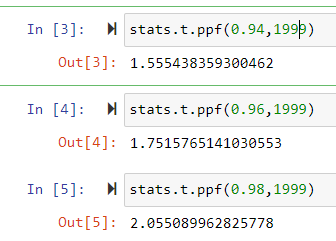 In [3]: stats.t.ppf(0.94,1999)
Out[3]: 1.555438359300462
In [4]: stats.t.ppf(0.96,1999)
Out[4]: 1.7515765141030553
In [5]: stats.t.ppf(0.98,1999)
Out[5]: 2.055089962825778